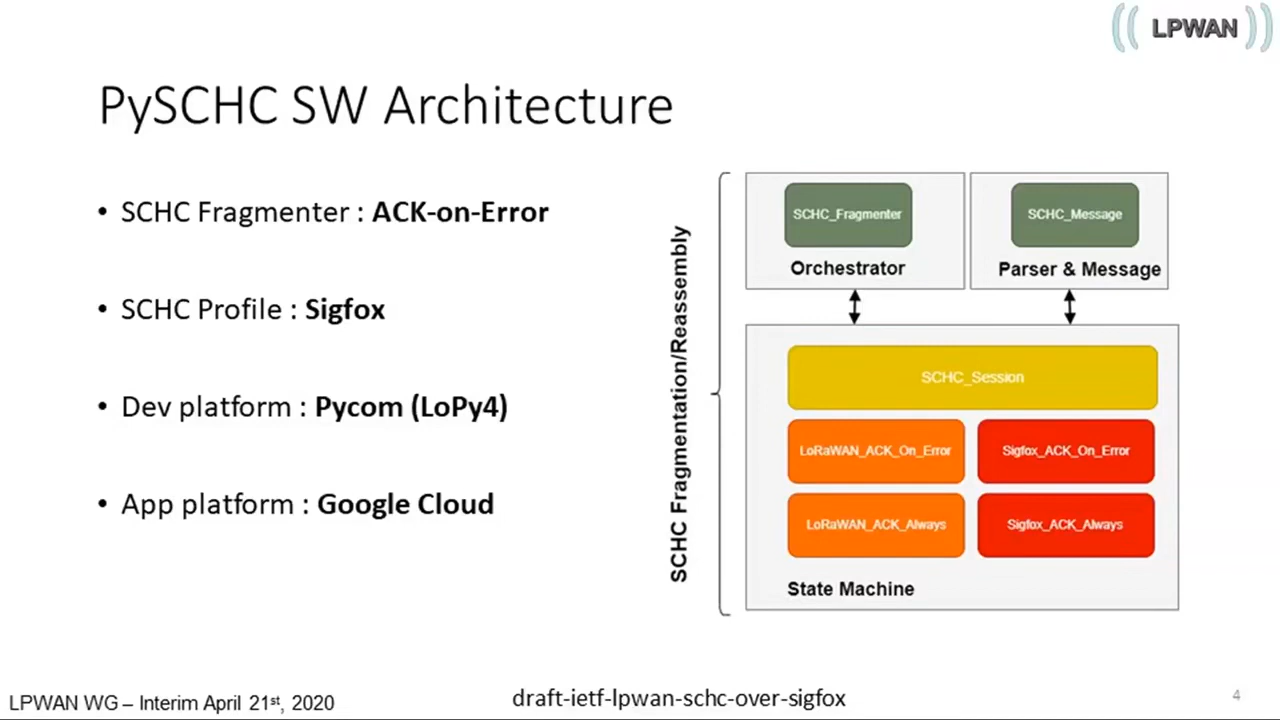 LPWAN
PySCHC SW Architecture
• SCHC Fragmenter : ACK-on-Error
• SCHC Profile : Sigfox
• Dev platform : Pycom (LoPy4)
• App platform : Google Cloud
SCHC Fragmentation/Reassembly
SCHC_Fragmenter
Orchestrator
SCHC_Message
Parser & Message
SCHC_Session
LoRaWAN_ACK_On_Error
Sigfox_ACK_On_Error
LoRaWAN_ACK_Always
Sigfox_ACK_Always
State Machine
LPWAN WG – Interim April 21st, 2020
draft-ietf-lpwan-schc-over-sigfox
4